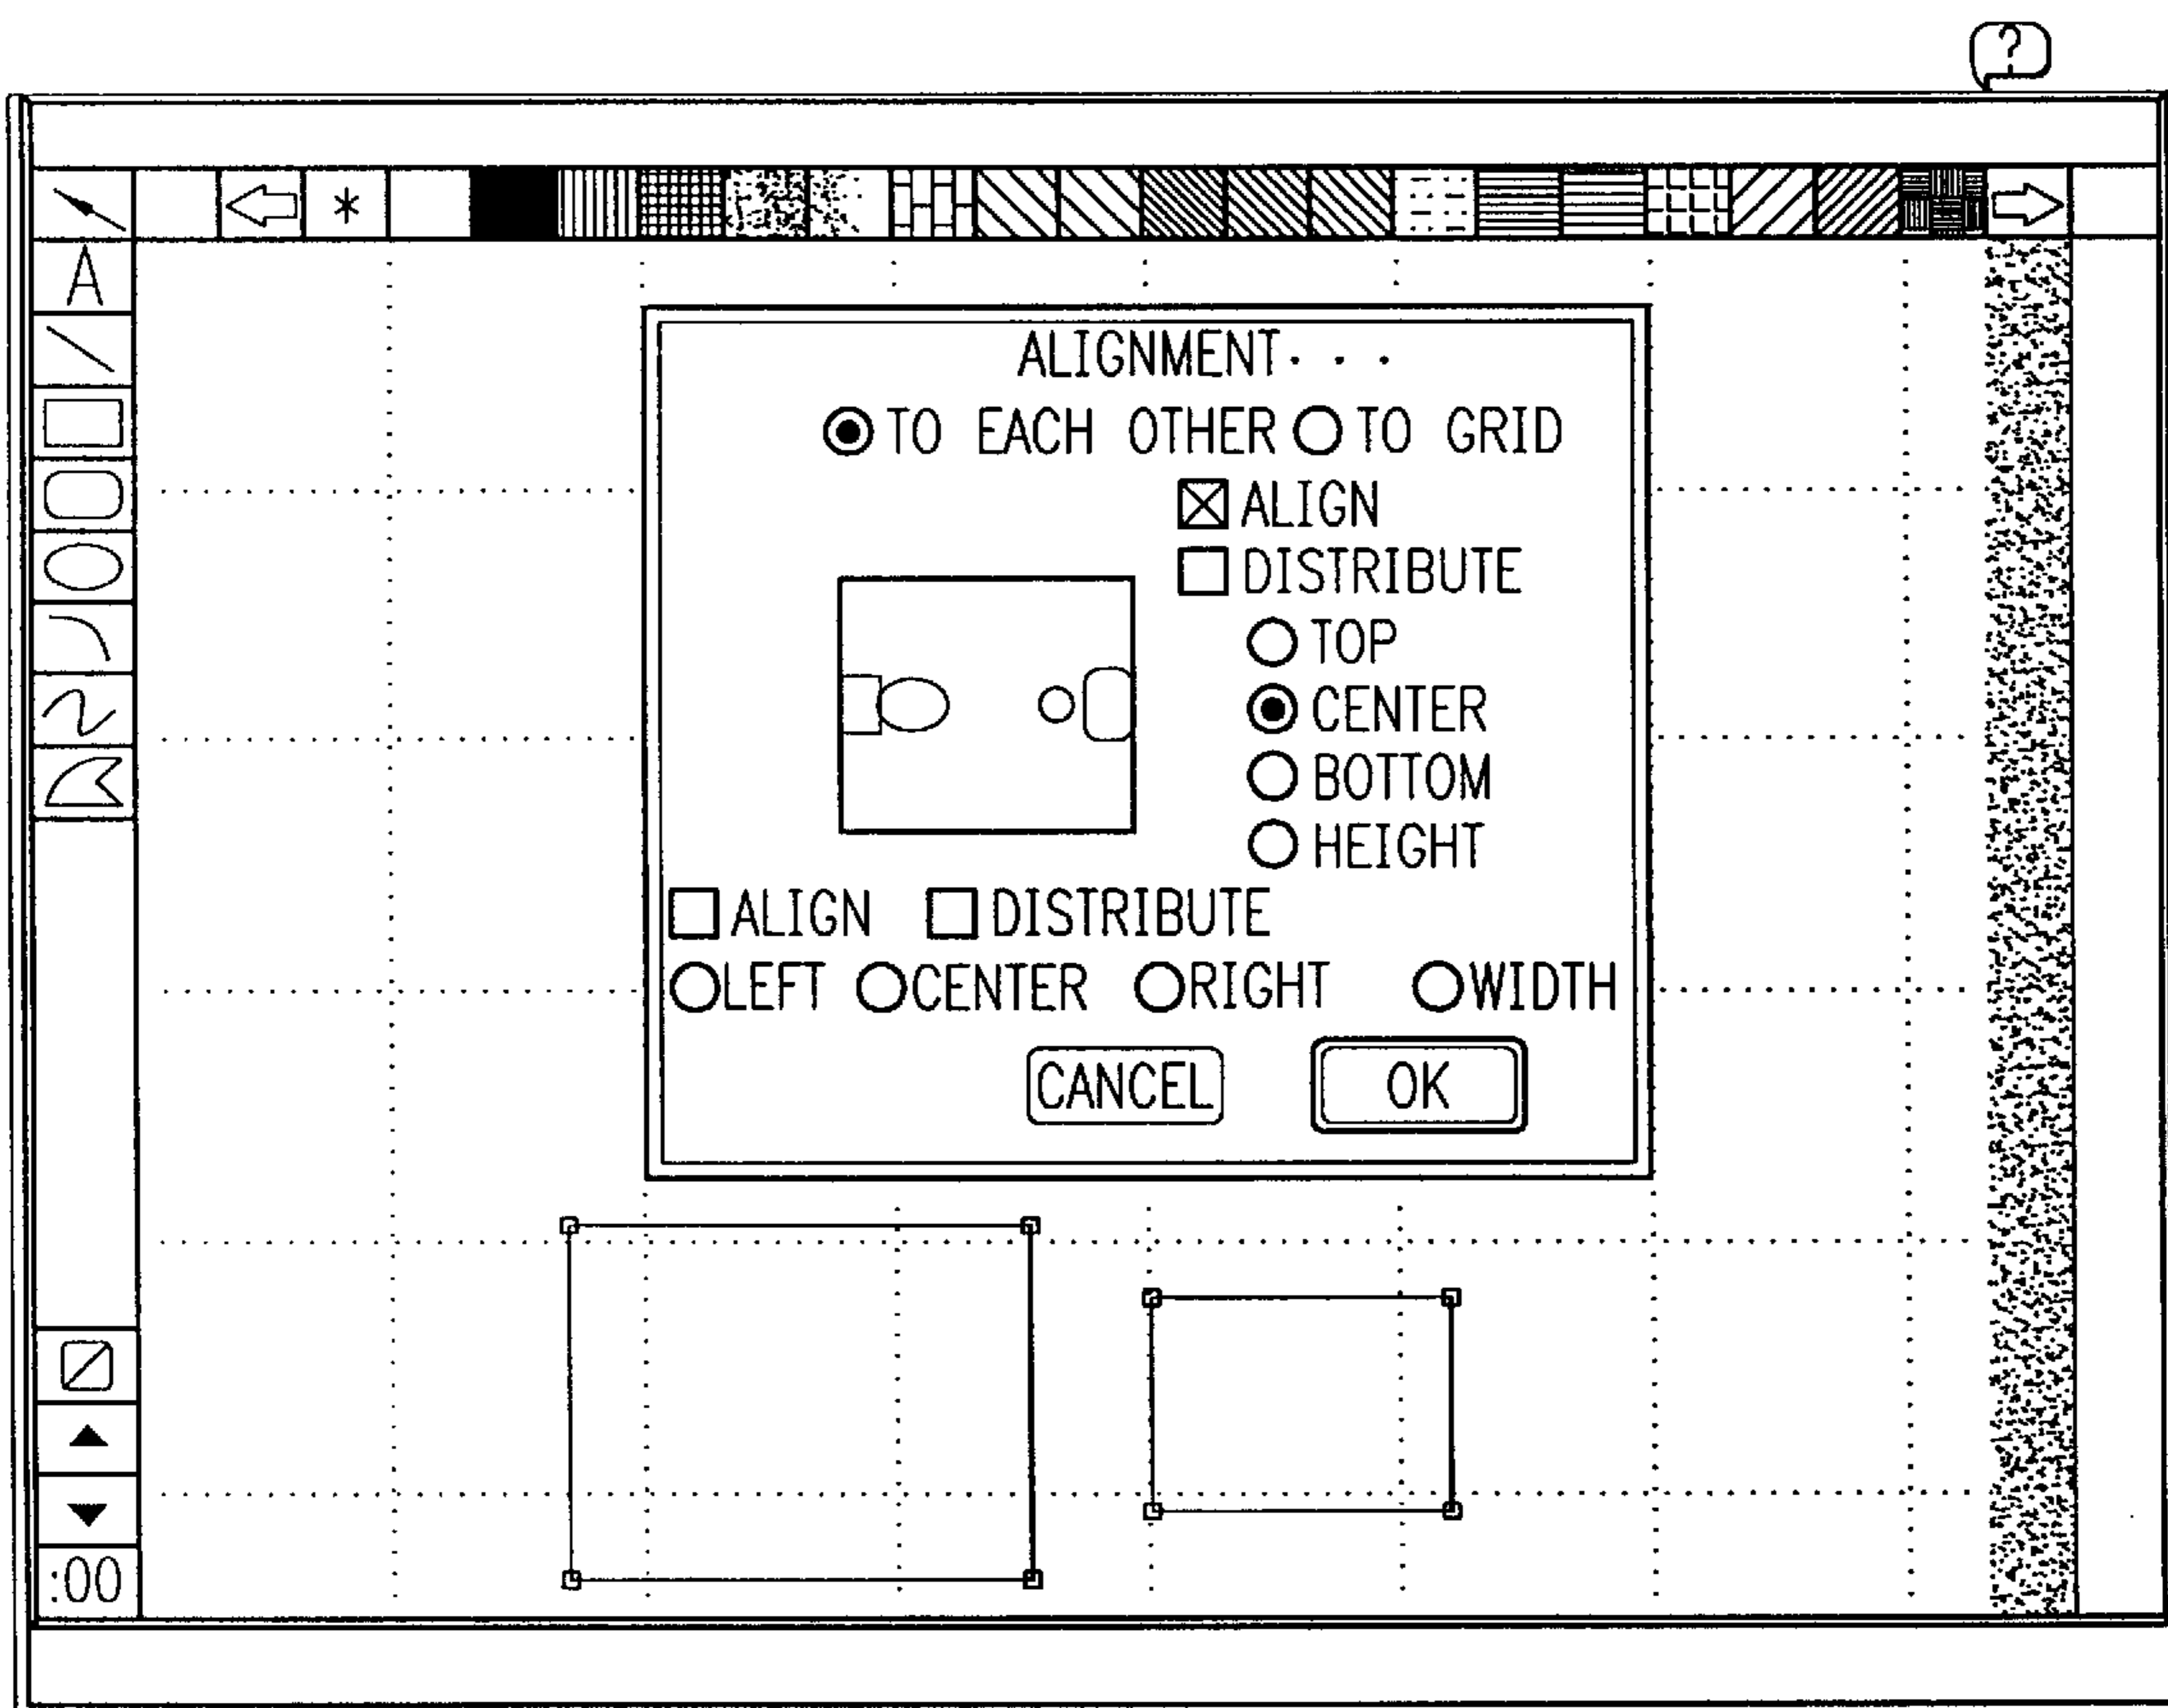 ?
*
A
ALIGNMENT· · ·
TO EACH OTHER TO GRID
ALIGN
DISTRIBUTE
TOP
CENTER
BOTTOM
HEIGHT
ALIGN DISTRIBUTE
LEFT CENTER RIGHT WIDTH
CANCEL OK
:00